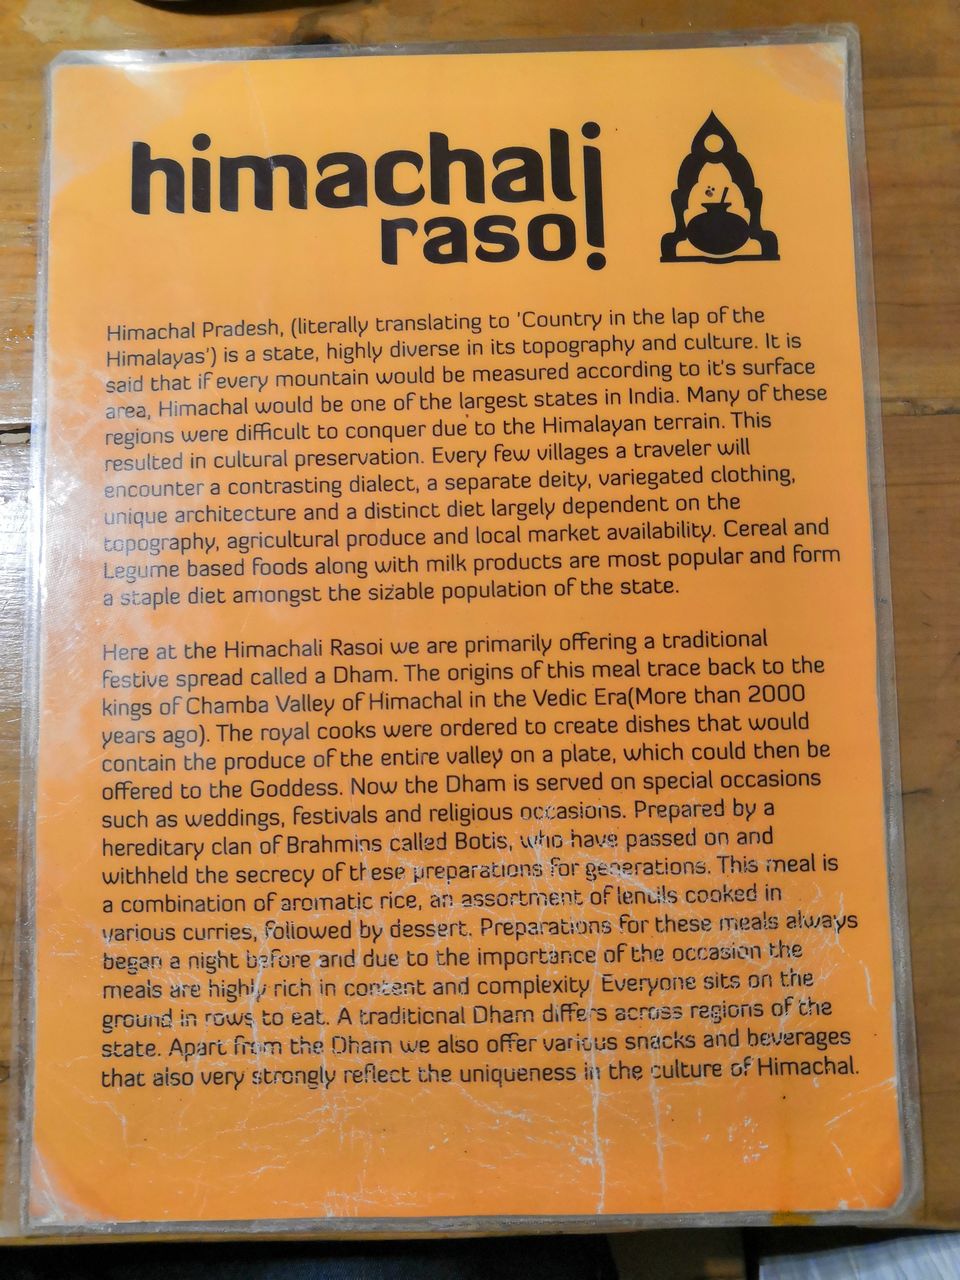 himachali
rasoi
Himachal Pradesh, (literally translating to 'Country in the lap of the
Himalayas') is a state, highly diverse in its topography and culture. It is
said that if every mountain would be measured according to it's surface
area, Himachal would be one of the largest states in India. Many of these
regions were difficult to conquer due to the Himalayan terrain. This
resulted in cultural preservation. Every few villages a traveler will
encounter a contrasting dialect, a separate deity, variegated clothing,
unique architecture and a distinct diet largely dependent on the
topography, agricultural produce and local market availability. Cereal and
Legume based foods along with milk products are most popular and form
a staple diet amongst the sizable population of the state.
Here at the Himachali Rasoi we are primarily offering a traditional
festive spread called a Dham. The origins of this meal trace back to the
kings of Chamba Valley of Himachal in the Vedic Era(More than 2000
years ago). The royal cooks were ordered to create dishes that would
contain the produce of the entire valley on a plate, which could then be
offered to the Goddess. Now the Dham is served on special occasions
such as weddings, festivals and religious occasions. Prepared by a
hereditary clan of Brahmins called Botis, who have passed on and
withheld the secrecy of these preparations for generations. This meal is
a combination of aromatic rice, an assortment of lentils cooked in
various curries, followed by dessert. Preparations for these meals always
began a night before and due to the importance of the occasion the
meals are highly rich in content and complexity. Everyone sits on the
ground in rows to eat. A traditional Dham differs across regions of the
state. Apart from the Dham we also offer various snacks and beverages
that also very strongly reflect the uniqueness in the culture of Himachal.